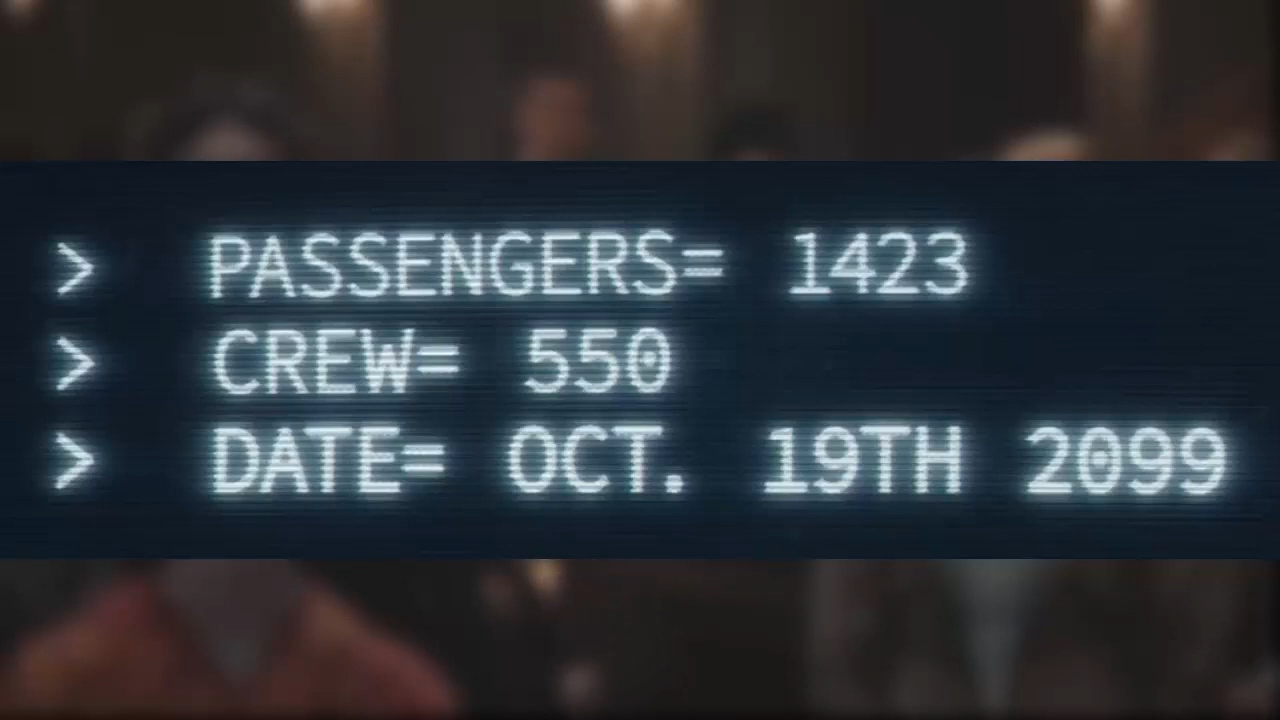 > PASSENGERS= 1423
> CREW= 550
> DATE= OCT. 19TH 2099